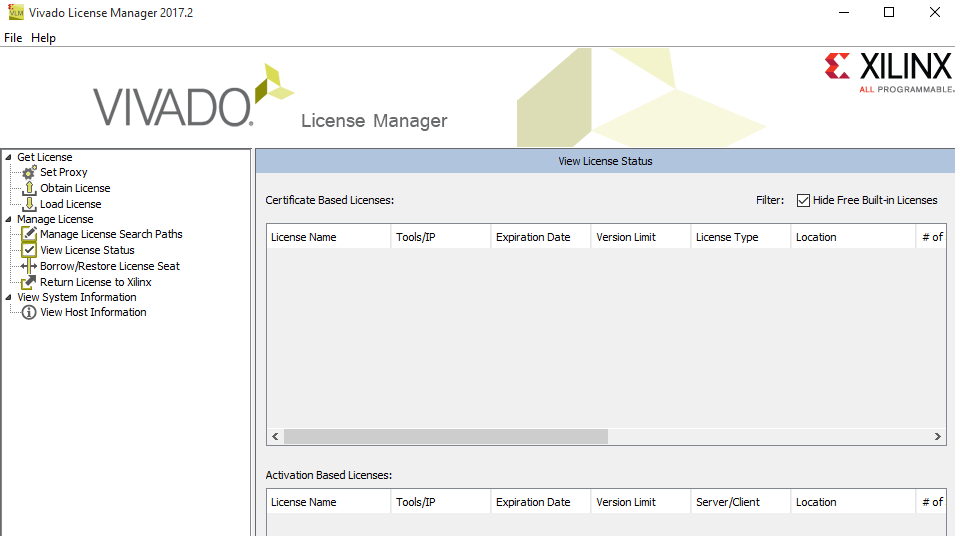 Vivado License Manager 2017.2
File Help
VIVADO.
License Manager
XILINX
ALL PROGRAMMABLE.
Get License
Set Proxy
Obtain License
Load License
Manage License
Manage License Search Paths
View License Status
Borrow/Restore License Seat
Return License to Xilinx
View System Information
View Host Information
View License Status
Certificate Based Licenses: Filter: Hide Free Built-in Licenses
License Name Tools/IP Expiration Date Version Limit License Type Location # of
Activation Based Licenses:
License Name Tools/IP Expiration Date Version Limit Server/Client Location # of